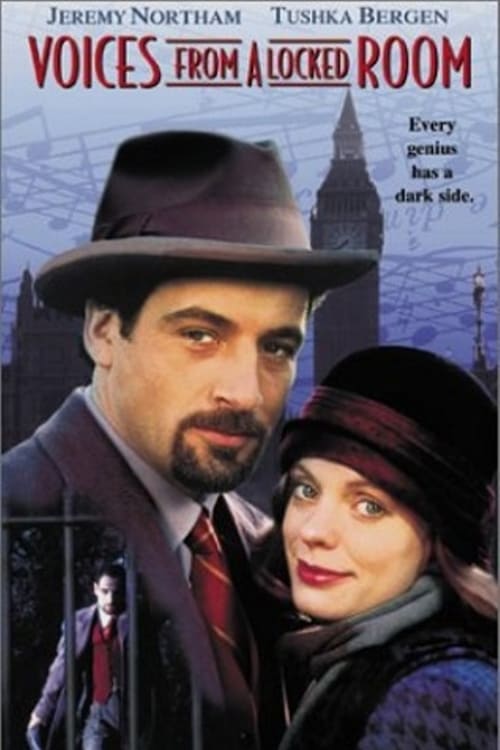 JEREMY NORTHAM TUSHKA BERGEN
VOICES FROM A LOCKED ROOM
Every
genius
has a
dark side.